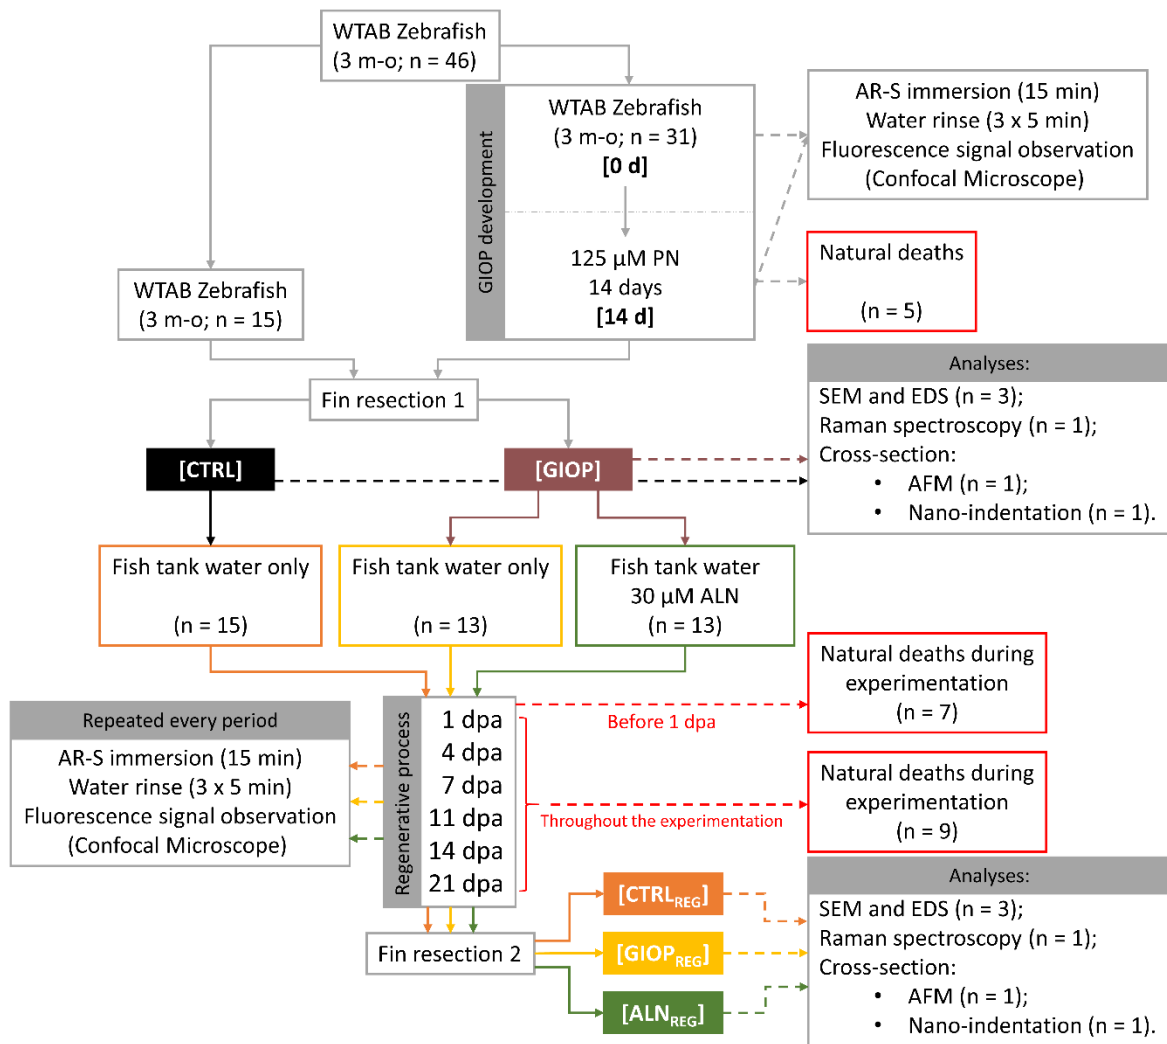 WTAB Zebrafish
(3 m-o; n = 46)
GIOP development
WTAB Zebrafish
(3 m-o; n = 31)
[0 d]
125 µM PN
14 days
[14 d]
AR-S immersion (15 min)
Water rinse (3 x 5 min)
Fluorescence signal observation
(Confocal Microscope)
Natural deaths
(n = 5)
WTAB Zebrafish
(3 m-o; n = 15)
Fin resection 1
[CTRL]
[GIOP]
Analyses:
SEM and EDS (n = 3);
Raman spectroscopy (n = 1);
Cross-section:
• AFM (n = 1);
• Nano-indentation (n = 1).
Fish tank water only
(n = 15)
Fish tank water only
(n = 13)
Fish tank water
30 µM ALN
(n = 13)
Regenerative process
1 dpa
4 dpa
7 dpa
11 dpa
14 dpa
21 dpa
Before 1 dpa
Natural deaths during
experimentation
(n = 7)
Throughout the experimentation
Natural deaths during
experimentation
(n = 9)
Repeated every period
AR-S immersion (15 min)
Water rinse (3 x 5 min)
Fluorescence signal observation
(Confocal Microscope)
Fin resection 2
[CTRL_REG]
[GIOP_REG]
[ALN_REG]
Analyses:
SEM and EDS (n = 3);
Raman spectroscopy (n = 1);
Cross-section:
• AFM (n = 1);
• Nano-indentation (n = 1).